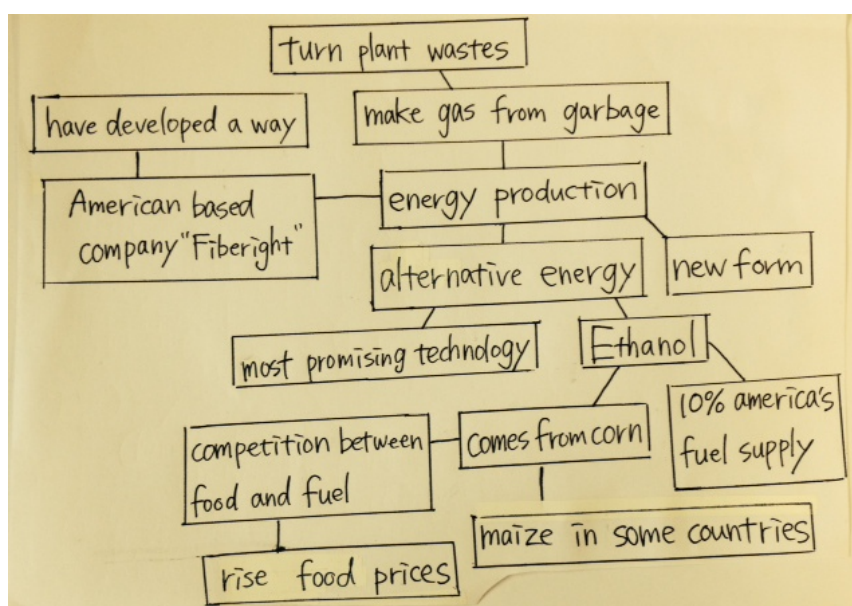 turn plant wastes
have developed a way
make gas from garbage
American based
company "Fiberight"
energy production
alternative energy
new form
most promising technology
Ethanol
10% america's
fuel supply
competition between
food and fuel
comes from corn
maize in some countries
rise food prices